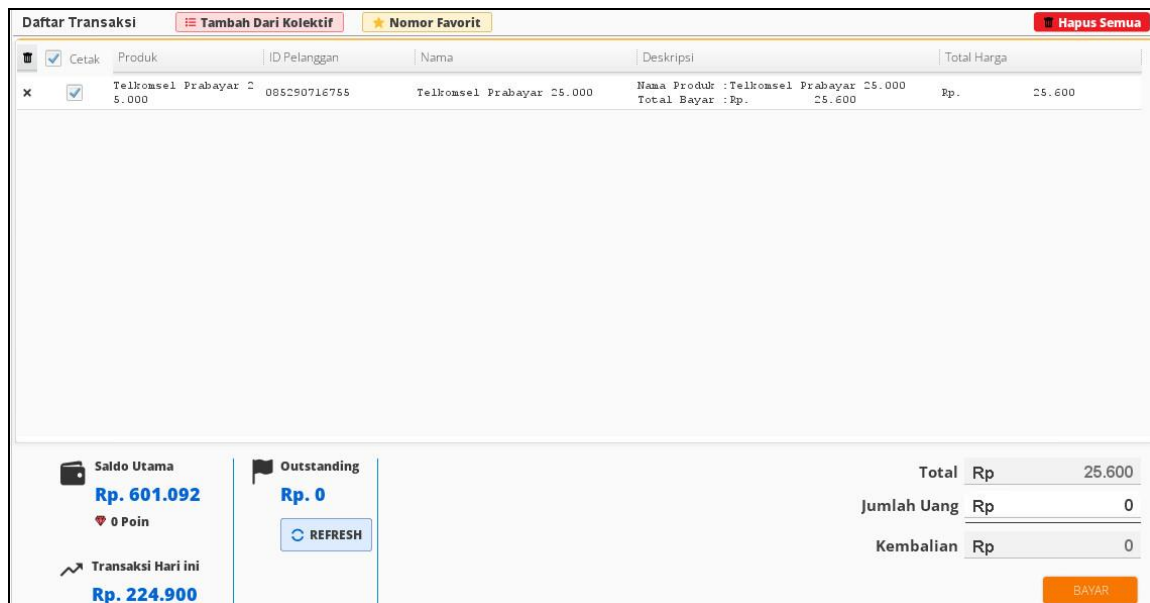 Daftar Transaksi Tambah Dari Kolektif Nomor Favorit Hapus Semua
Cetak Produk ID Pelanggan Nama Deskripsi Total Harga
Telkomsel Prabayar 2 085290716755 Telkomsel Prabayar 25.000 Nama Produk :Telkomsel Prabayar 25.000 Rp. 25.600
5.000 Total Bayar :Rp. 25.600
Saldo Utama Outstanding Total Rp 25.600
Rp. 601.092 Rp. 0 Jumlah Uang Rp 0
0 Poin REFRESH
Kembalian Rp 0
Transaksi Hari ini
Rp. 224.900 BAYAR